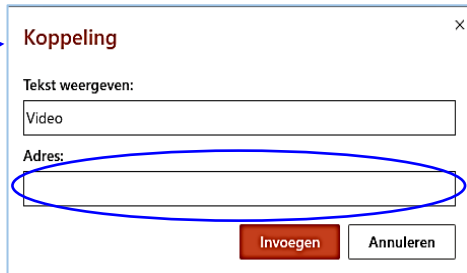 Koppeling
Tekst weergeven:
Video
Adres:
Invoegen Annuleren